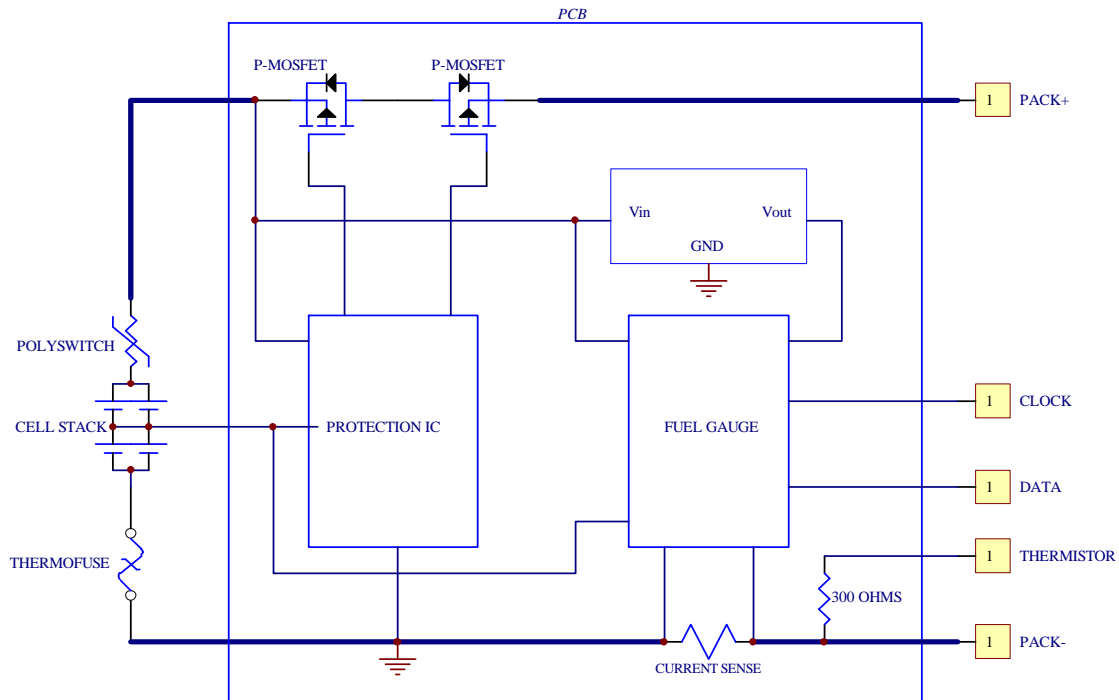 PCB
P-MOSFET
P-MOSFET
1
PACK+
Vin
Vout
GND
POLYSWITCH
CELL STACK
PROTECTION IC
FUEL GAUGE
1
CLOCK
1
DATA
THERMOFUSE
1
THERMISTOR
300 OHMS
1
PACK-
CURRENT SENSE